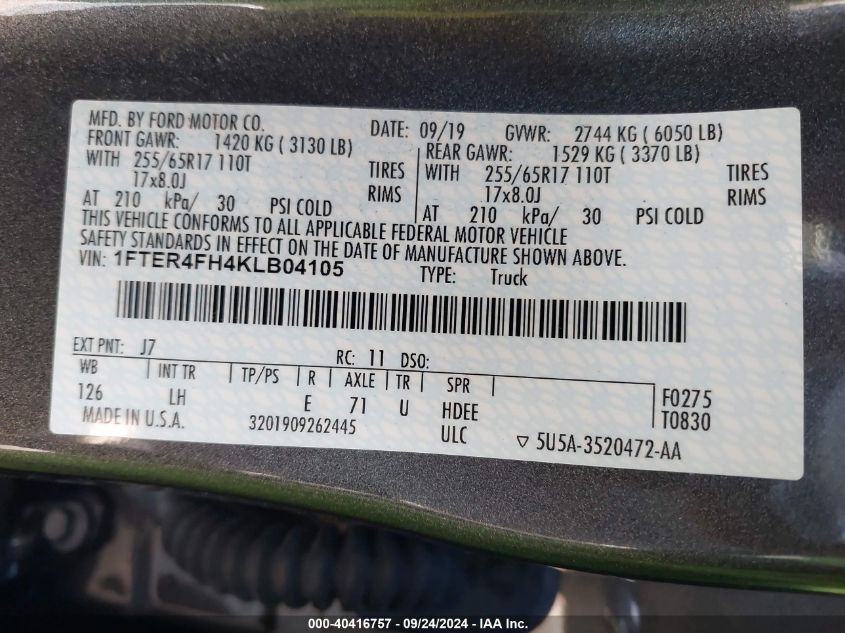 MFD. BY FORD MOTOR CO. DATE: 09/19 GVWR: 2744 KG ( 6050 LB)
FRONT GAWR: 1420 KG ( 3130 LB) REAR GAWR: 1529 KG ( 3370 LB)
WITH 255/65R17 110T TIRES WITH 255/65R17 110T TIRES
17x8.0J RIMS 17x8.0J RIMS
AT 210 kPa/ 30 PSI COLD AT 210 kPa/ 30 PSI COLD
THIS VEHICLE CONFORMS TO ALL APPLICABLE FEDERAL MOTOR VEHICLE
SAFETY STANDARDS IN EFFECT ON THE DATE OF MANUFACTURE SHOWN ABOVE.
VIN: 1FTER4FH4KLB04105 TYPE: Truck
EXT PNT: J7 RC: 11 DSO:
WB INT TR TP/PS R AXLE TR SPR F0275
126 LH E 71 U HDEE T0830
MADE IN U.S.A. 3201909262445 ULC ▽ 5U5A-3520472-AA
000-40416757 - 09/24/2024 - IAA Inc.